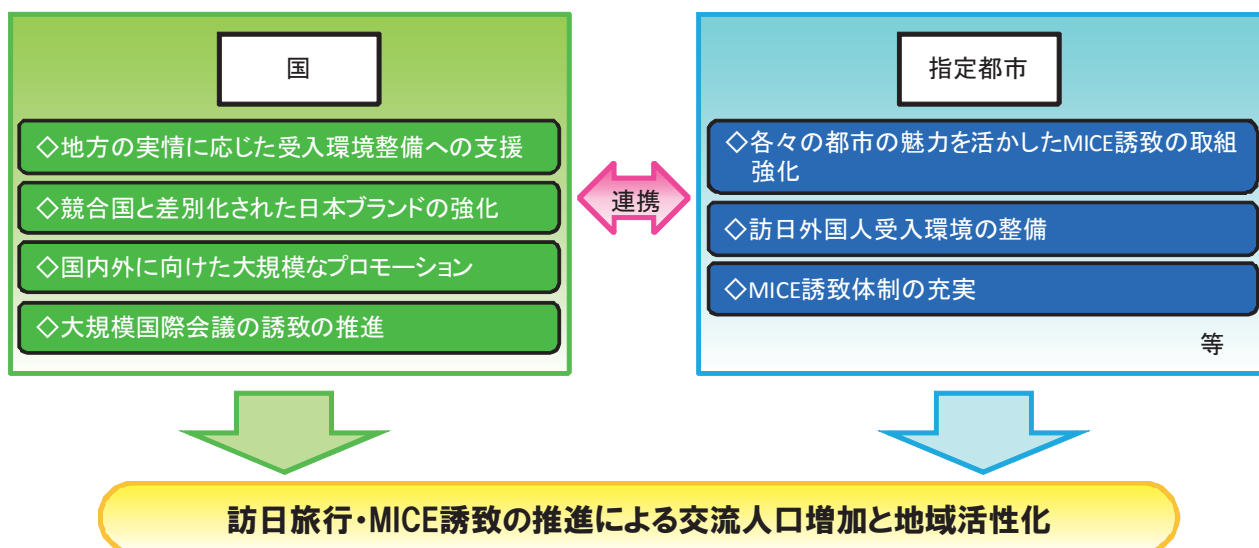 国
◇地方の実情に応じた受入環境整備への支援
◇競合国と差別化された日本ブランドの強化
◇国内外に向けた大規模なプロモーション
◇大規模国際会議の誘致の推進
連携
指定都市
◇各々の都市の魅力を活かしたMICE誘致の取組
強化
◇訪日外国人受入環境の整備
◇MICE誘致体制の充実
等
訪日旅行・MICE誘致の推進による交流人口増加と地域活性化